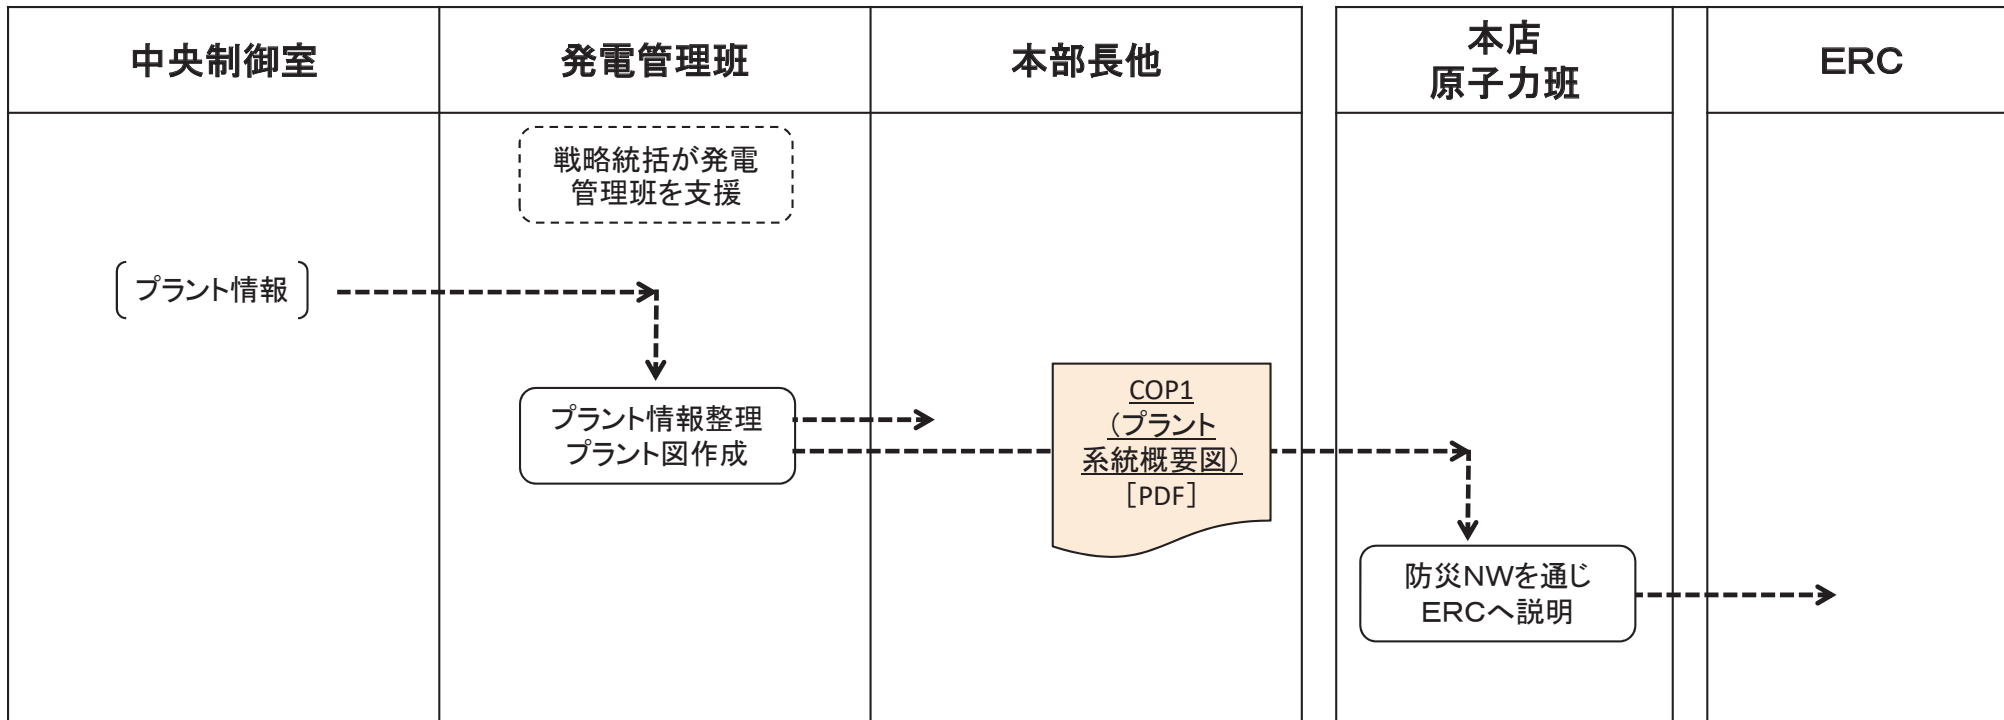 中央制御室
発電管理班
本部長他
本店
原子力班
ERC
戦略統括が発電
管理班を支援
プラント情報
プラント情報整理
プラント図作成
COP1
(プラント
系統概要図)
[PDF]
防災NWを通じ
ERCへ説明